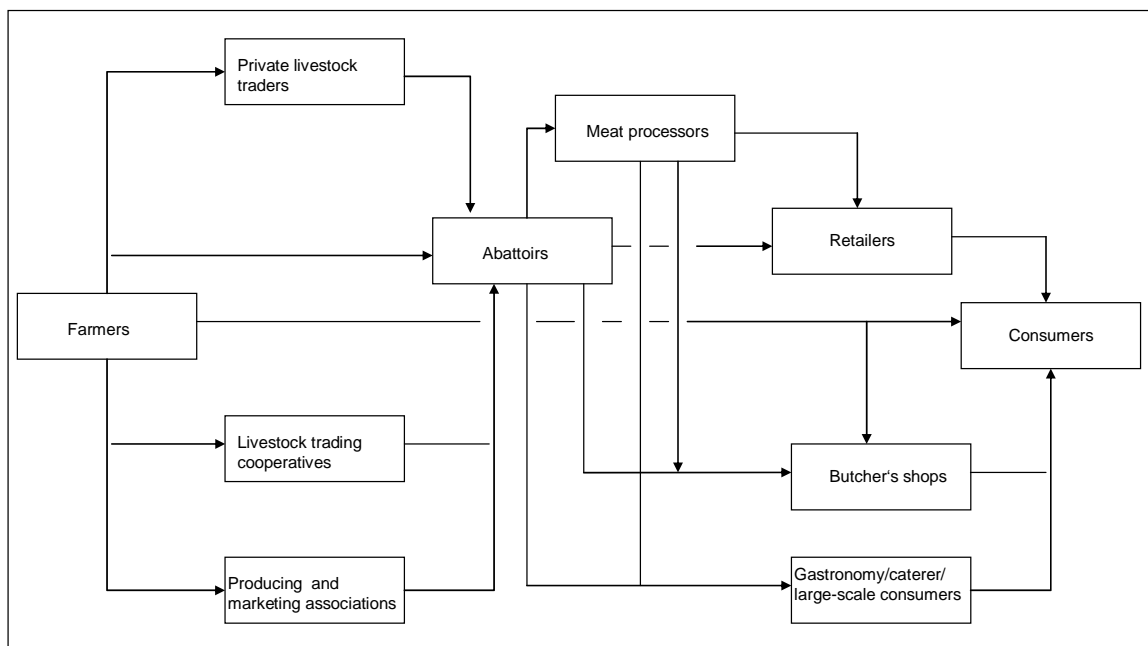 Private livestock
traders
Meat processors
Retailers
Abattoirs
Farmers
Consumers
Livestock trading
cooperatives
Butcher‘s shops
Producing and
marketing associations
Gastronomy/caterer/
large-scale consumers